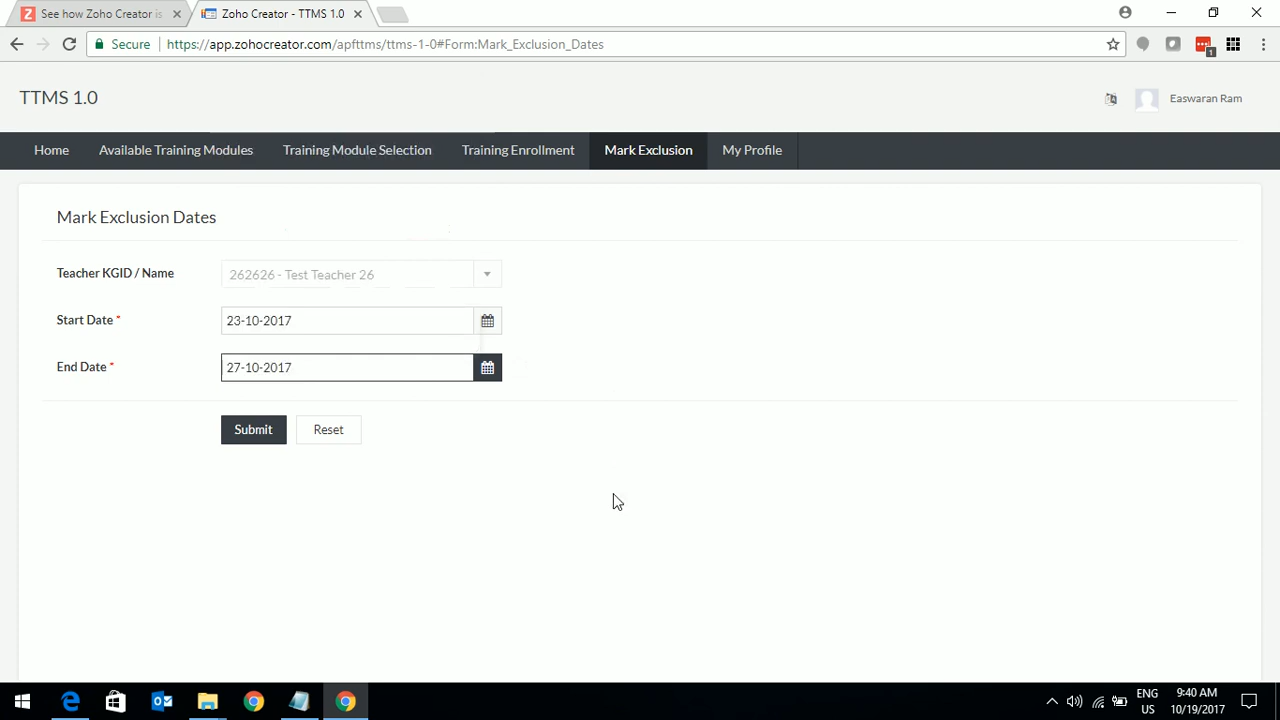 See how Zoho Creator is
Zoho Creator - TTMS 1.0
Secure
https://app.zohocreator.com/apfttms/ttms-1-0#Form:Mark_Exclusion_Dates
1
TTMS 1.0
Easwaran Ram
Home
Available Training Modules
Training Module Selection
Training Enrollment
Mark Exclusion
My Profile
Mark Exclusion Dates
Teacher KGID / Name
262626 - Test Teacher 26
Start Date *
23-10-2017
End Date *
27-10-2017
Submit
Reset
ENG
US
9:40 AM
10/19/2017